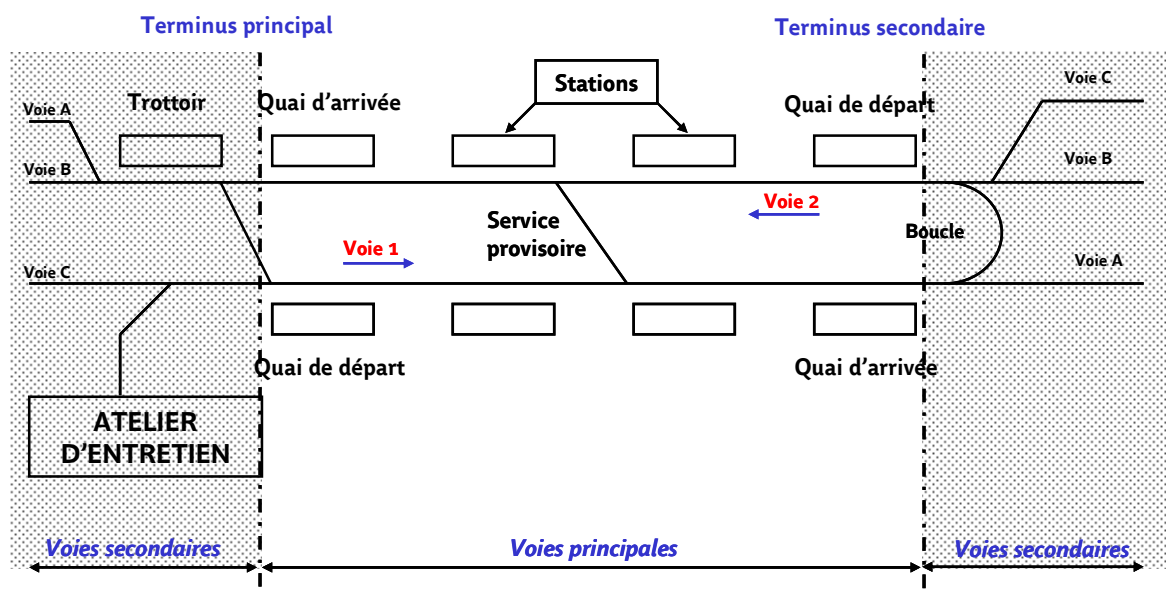 Terminus principal
Terminus secondaire
Stations
Voie C
Voie A
Trottoir
Quai d'arrivée
Quai de départ
Voie B
Voie B
Voie 2
Service
provisoire
Boucle
Voie 1
Voie A
Voie C
Quai de départ
Quai d'arrivée
ATELIER
D'ENTRETIEN
Voies secondaires
Voies principales
Voies secondaires